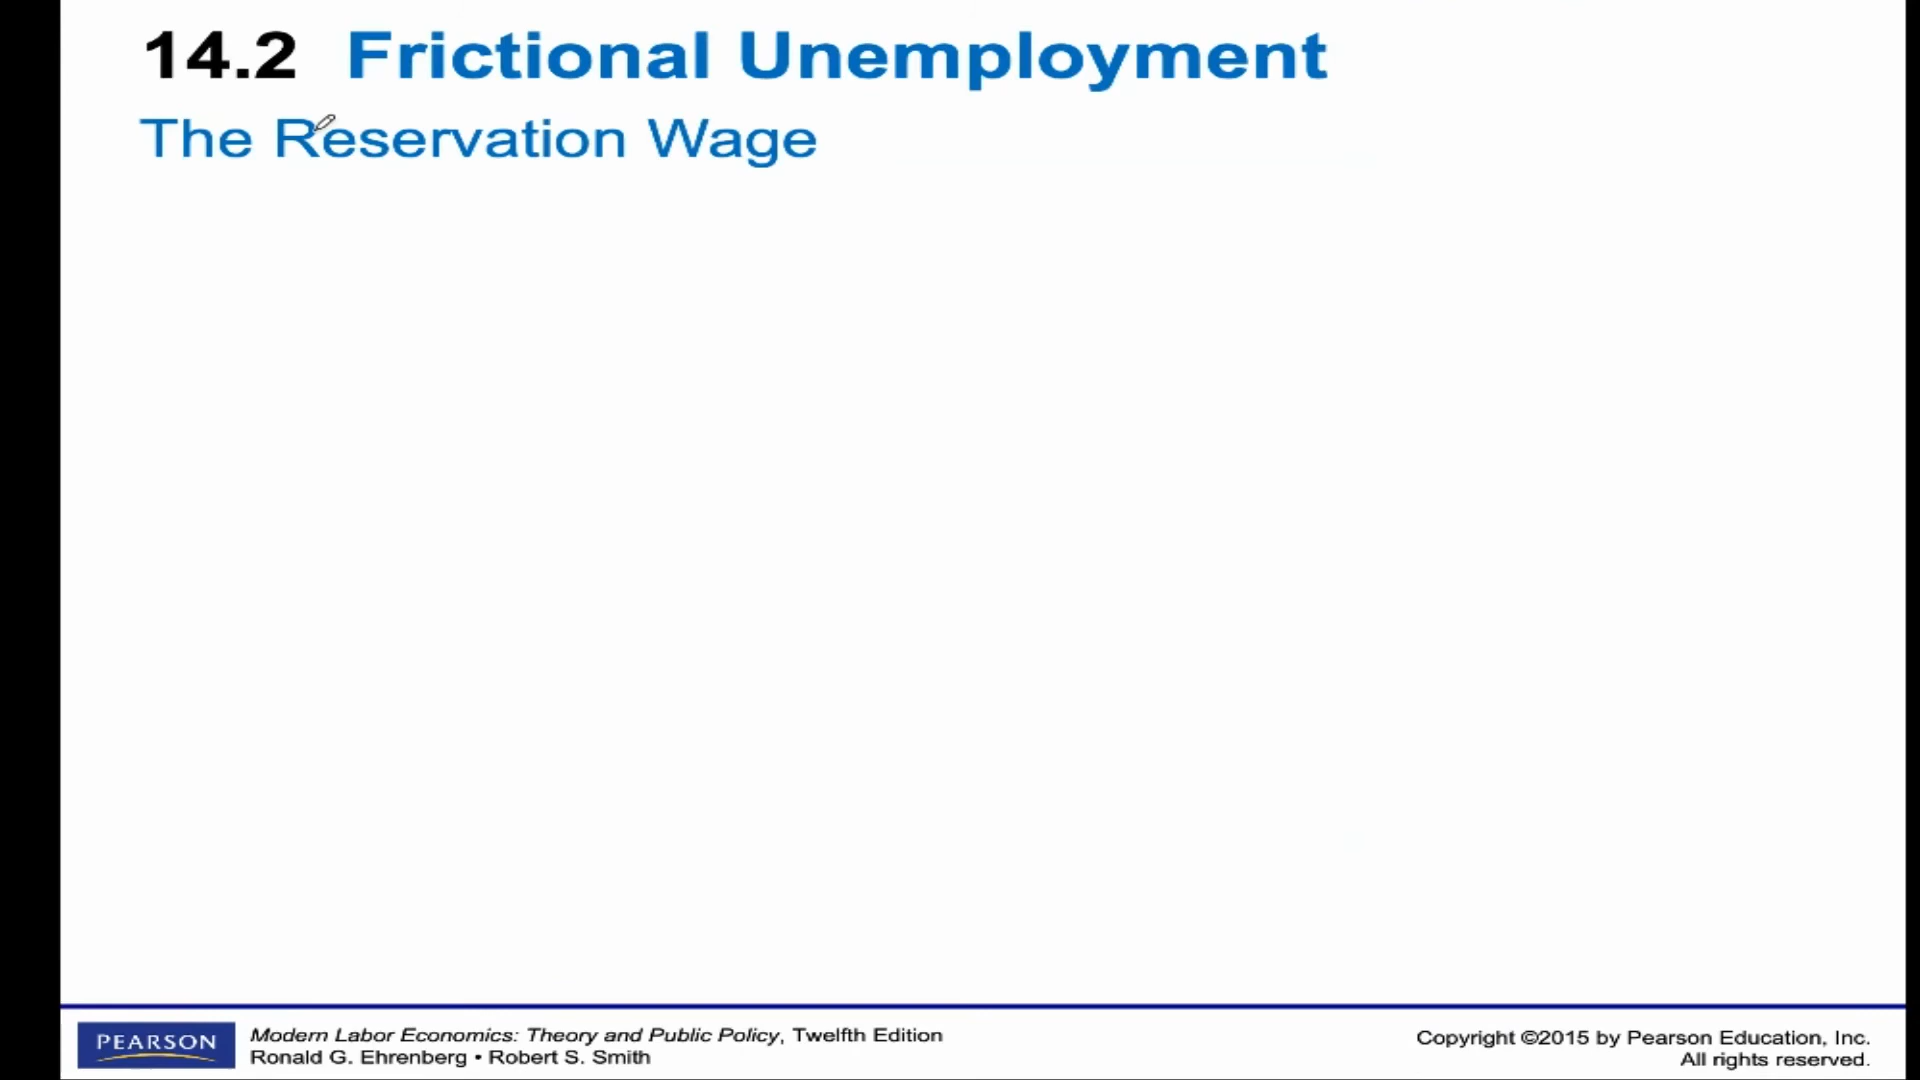 14.2 Frictional Unemployment
The Reservation Wage
PEARSON
Modern Labor Economics: Theory and Public Policy, Twelfth Edition
Ronald G. Ehrenberg • Robert S. Smith
Copyright ©2015 by Pearson Education, Inc.
All rights reserved.